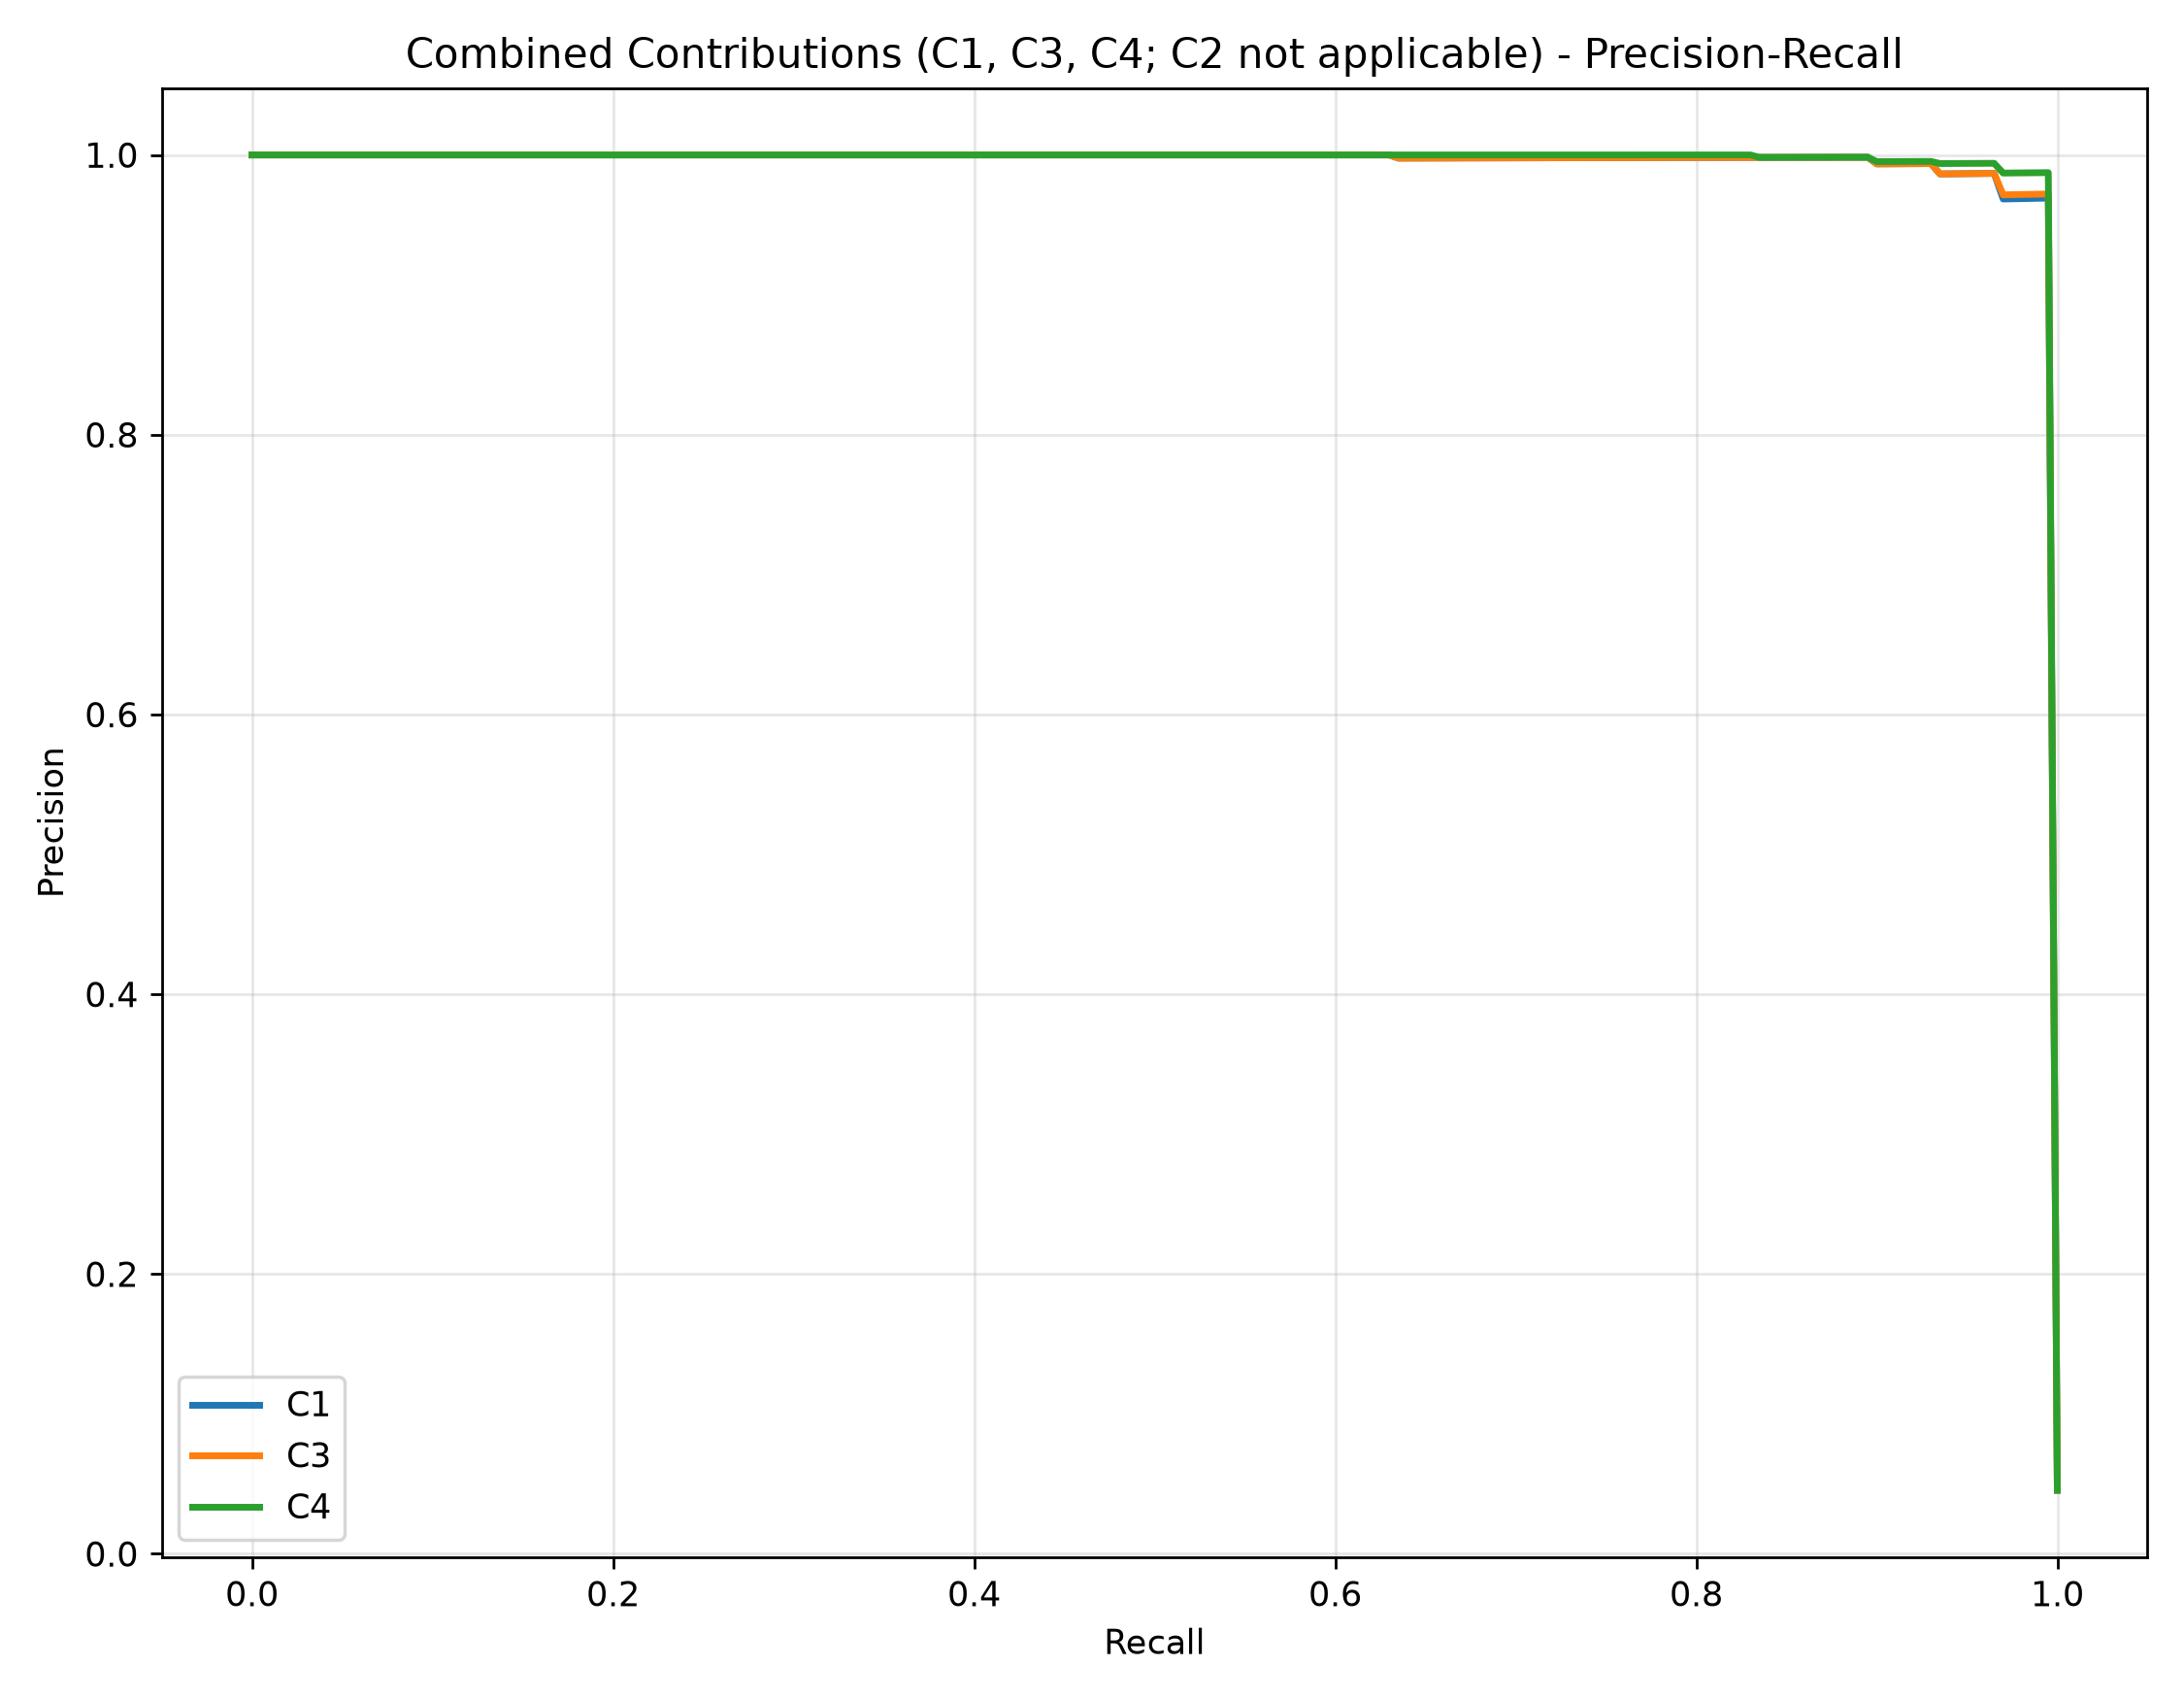 Combined Contributions (C1, C3, C4; C2 not applicable) - Precision-Recall
1.0
0.8
0.6
0.4
0.2
0.0
Precision
C1
C3
C4
0.0 0.2 0.4 0.6 0.8 1.0
Recall